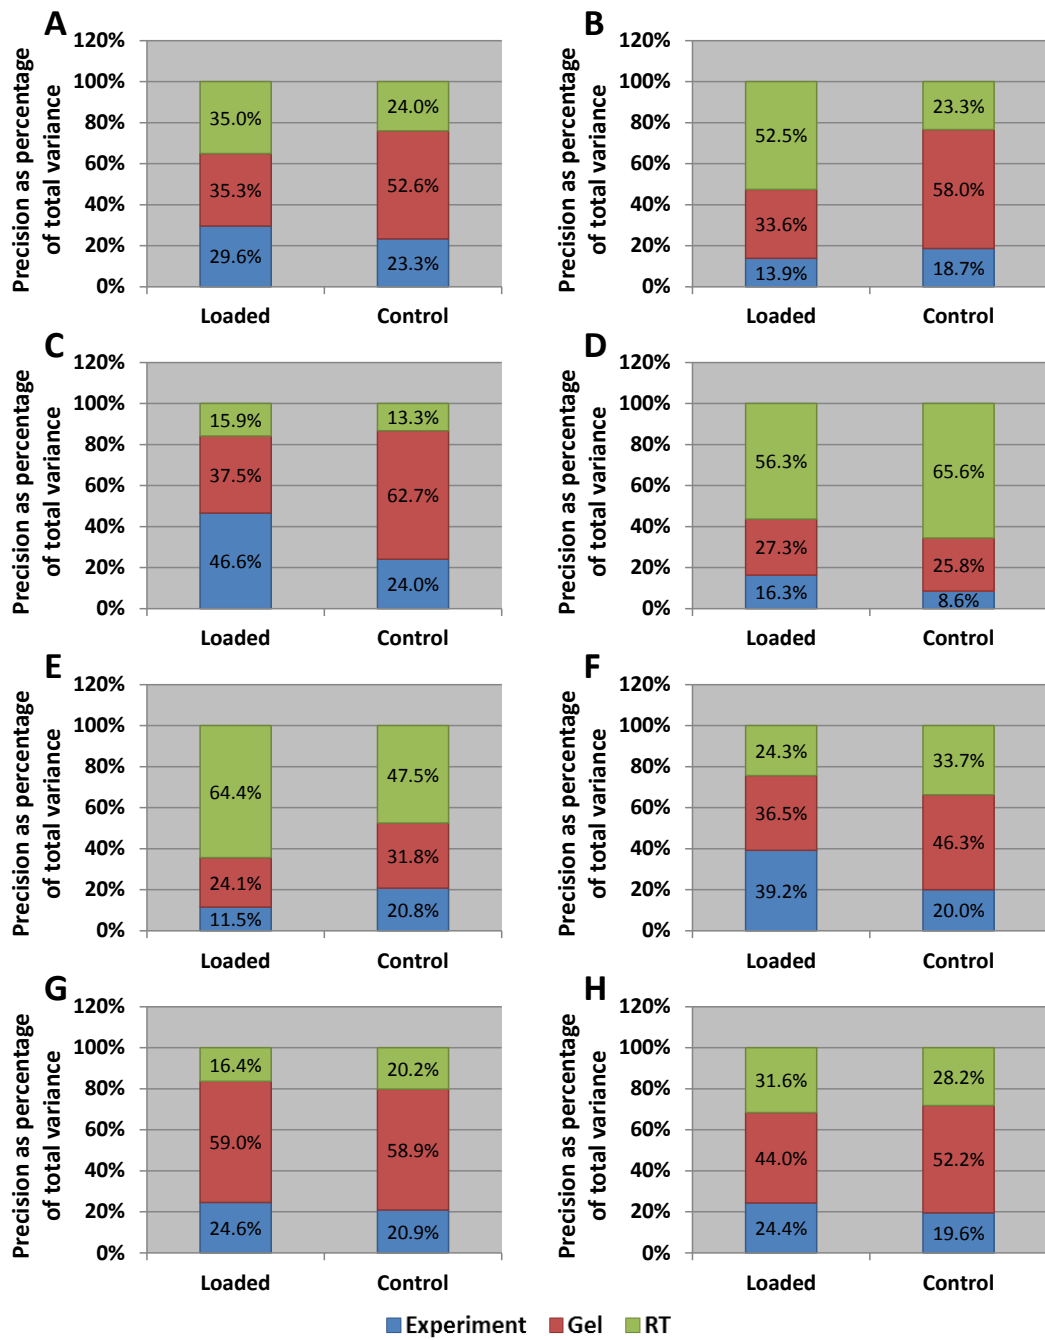 A
B
Precision as percentage
of total variance
120%
100%
80%
60%
40%
20%
0%
35.0%
35.3%
29.6%
24.0%
52.6%
23.3%
Loaded
Control
Precision as percentage
of total variance
120%
100%
80%
60%
40%
20%
0%
52.5%
33.6%
13.9%
23.3%
58.0%
18.7%
Loaded
Control
C
D
Precision as percentage
of total variance
120%
100%
80%
60%
40%
20%
0%
15.9%
37.5%
46.6%
13.3%
62.7%
24.0%
Loaded
Control
Precision as percentage
of total variance
120%
100%
80%
60%
40%
20%
0%
56.3%
27.3%
16.3%
65.6%
25.8%
8.6%
Loaded
Control
E
F
Precision as percentage
of total variance
120%
100%
80%
60%
40%
20%
0%
64.4%
24.1%
11.5%
47.5%
31.8%
20.8%
Loaded
Control
Precision as percentage
of total variance
120%
100%
80%
60%
40%
20%
0%
24.3%
36.5%
39.2%
33.7%
46.3%
20.0%
Loaded
Control
G
H
Precision as percentage
of total variance
120%
100%
80%
60%
40%
20%
0%
16.4%
59.0%
24.6%
20.2%
58.9%
20.9%
Loaded
Control
Precision as percentage
of total variance
120%
100%
80%
60%
40%
20%
0%
31.6%
44.0%
24.4%
28.2%
52.2%
19.6%
Loaded
Control
Experiment Gel RT